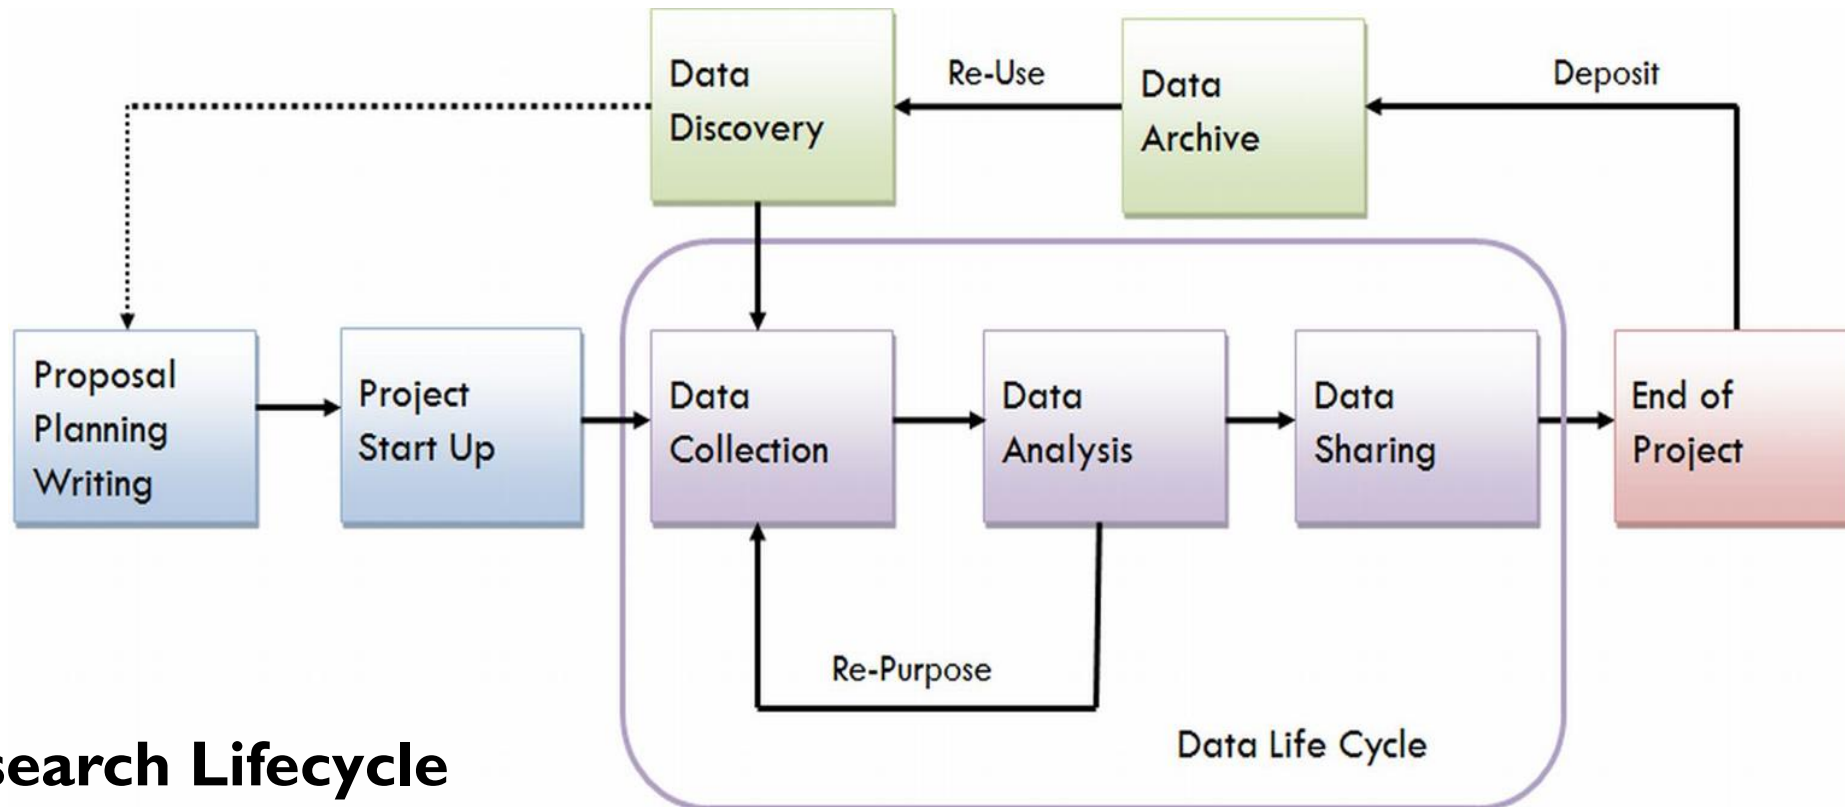 Data
Discovery
Re-Use
Data
Archive
Deposit
Proposal
Planning
Writing
Project
Start Up
Data
Collection
Data
Analysis
Data
Sharing
End of
Project
Re-Purpose
Data Life Cycle
search Lifecycle